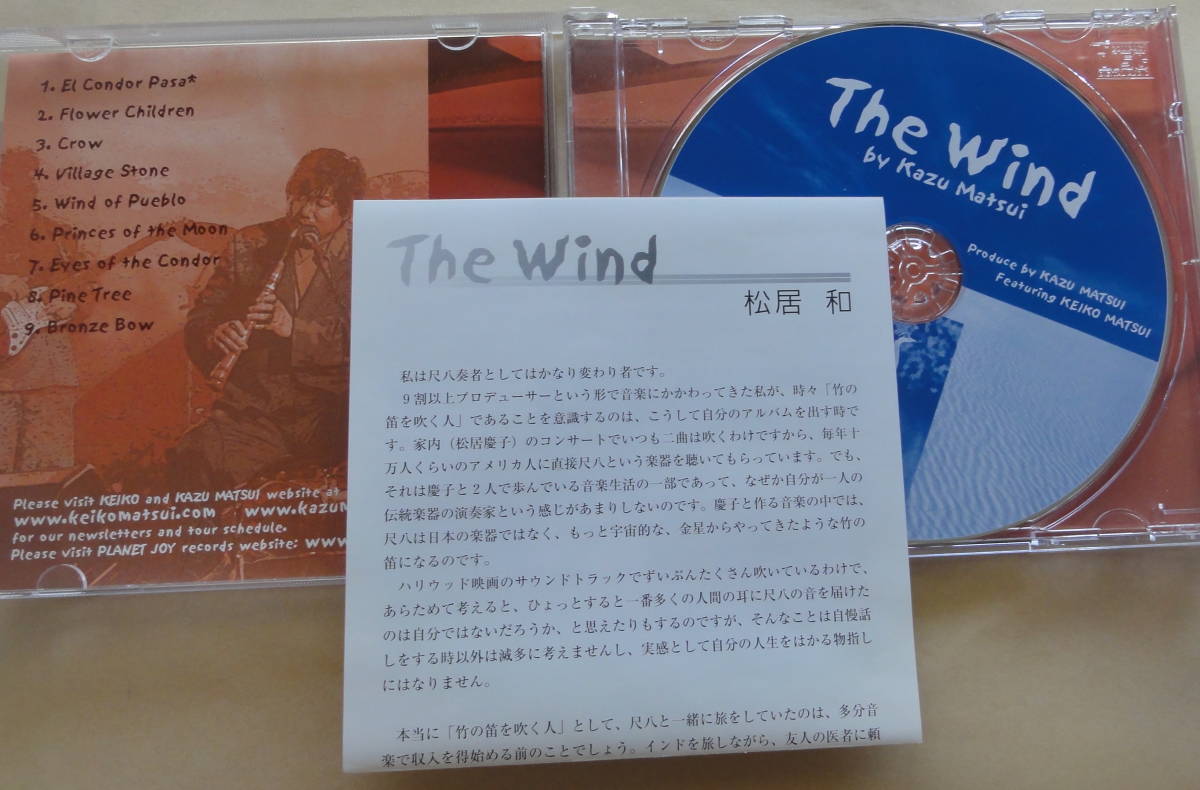 1. El Condor Pasa*
2. Flower Children
3. Crow
4. Village Stone
5. Wind of Pueblo
6. Princes of the Moon
7. Eyes of the Condor
8. Pine Tree
9. Bronze Bow
Please visit KEIKO and KAZU MATSUI website at
www.keikomatsui.com www.kazum
for our newsletters and tour schedule.
Please visit PLANET JOY records website: www
The Wind
松居 和
私は尺八奏者としてはかなり変わり者です。
9割以上プロデューサーという形で音楽にかかわってきた私が、時々「竹の
笛を吹く人」であることを意識するのは、こうして自分のアルバムを出す時で
す。家内（松居慶子）のコンサートでいつも二曲は吹くわけですから、毎年十
万人くらいのアメリカ人に直接尺八という楽器を聴いてもらっています。でも、
それは慶子と2人で歩んでいる音楽生活の一部であって、なぜか自分が一人の
伝統楽器の演奏家という感じがあまりしないのです。慶子と作る音楽の中では、
尺八は日本の楽器ではなく、もっと宇宙的な、金星からやってきたような竹の
笛になるのです。
ハリウッド映画のサウンドトラックでずいぶんたくさん吹いているわけで、
あらためて考えると、ひょっとすると一番多くの人間の耳に尺八の音を届けた
のは自分ではないだろうか、と思えたりもするのですが、そんなことは自慢話
しをする時以外は滅多に考えませんし、実感として自分の人生をはかる物指し
にはなりません。
本当に「竹の笛を吹く人」として、尺八と一緒に旅をしていたのは、多分音
楽で収入を得始める前のことでしょう。インドを旅しながら、友人の医者に頼
The Wind
by Kazu Matsui
Produce by KAZU MATSUI
Featuring KEIKO MATSUI